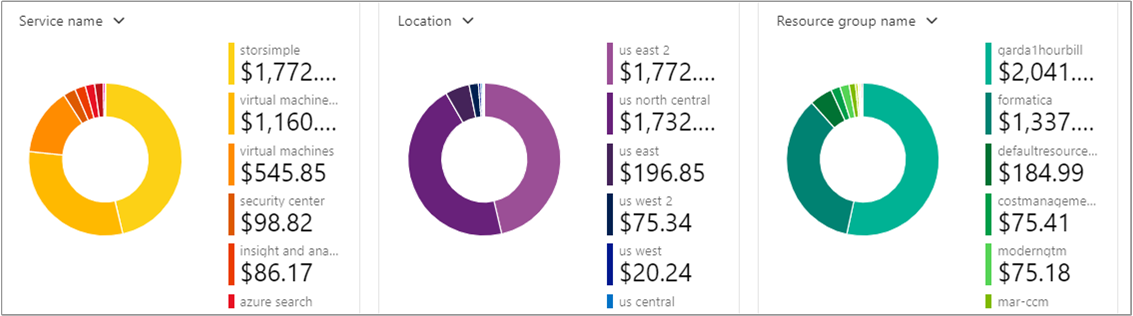 Service name
storsimple
$1,772....
virtual machine...
$1,160....
virtual machines
$545.85
security center
$98.82
insight and ana...
$86.17
azure search
Location
us east 2
$1,772....
us north central
$1,732....
us east
$196.85
us west 2
$75.34
us west
$20.24
us central
Resource group name
qarda1hourbill
$2,041....
formatica
$1,337....
defaultresource...
$184.99
costmanageme...
$75.41
modernqtm
$75.18
mar-ccm